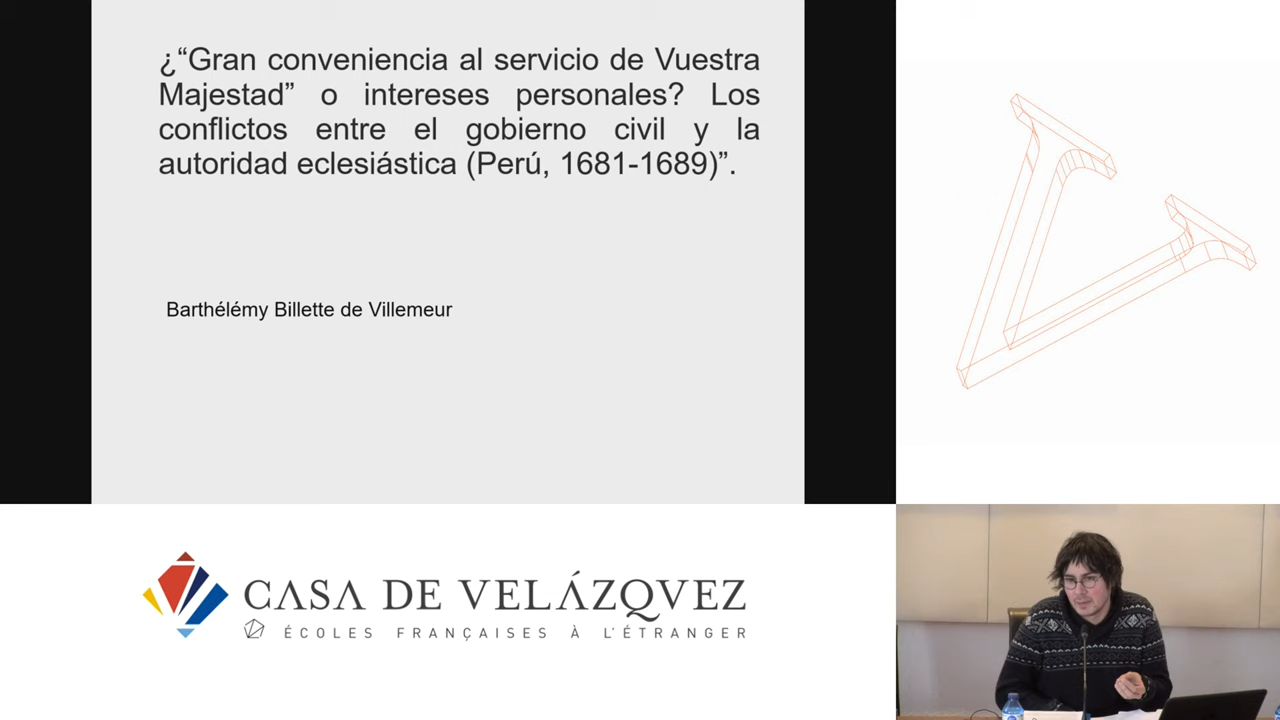 ¿“Gran conveniencia al servicio de Vuestra
Majestad” o intereses personales? Los
conflictos entre el gobierno civil y la
autoridad eclesiástica (Perú, 1681-1689)”.
Barthélémy Billette de Villemeur
CASA DE VELÁZQVEZ
ÉCOLES FRANÇAISES À L'ÉTRANGER